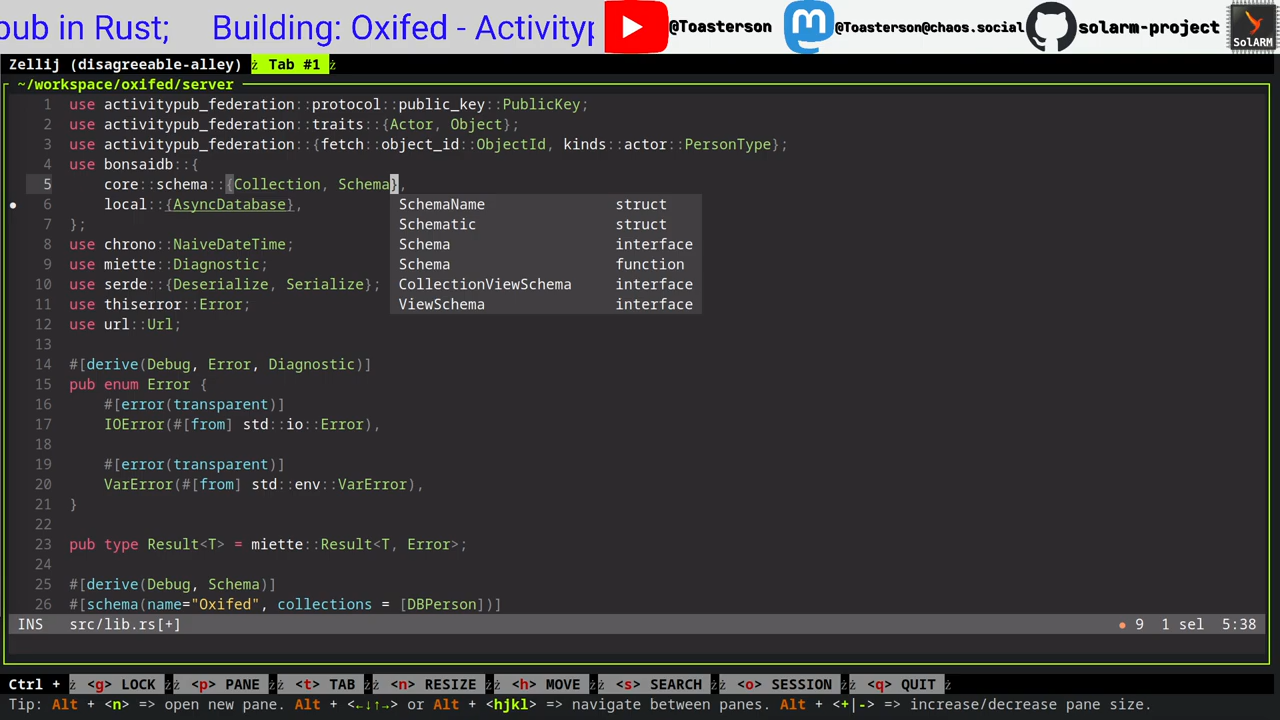 pub in Rust;     Building: Oxifed - Activityp
@Toasterson
@Toasterson@chaos.social
solarm-project
SolARM
Zellij (disagreeable-alley)  Tab #1
~/workspace/oxifed/server
1 use activitypub_federation::protocol::public_key::PublicKey;
2 use activitypub_federation::traits::{Actor, Object};
3 use activitypub_federation::{fetch::object_id::ObjectId, kinds::actor::PersonType};
4 use bonsaidb::{
5     core::schema::{Collection, Schema},
● 6     local::{AsyncDatabase},
SchemaName struct
7 };
Schematic struct
8 use chrono::NaiveDateTime;
Schema interface
9 use miette::Diagnostic;
Schema function
10 use serde::{Deserialize, Serialize};
CollectionViewSchema interface
11 use thiserror::Error;
ViewSchema interface
12 use url::Url;
13
14 #[derive(Debug, Error, Diagnostic)]
15 pub enum Error {
16     #[error(transparent)]
17     IOError(#[from] std::io::Error),
18
19     #[error(transparent)]
20     VarError(#[from] std::env::VarError),
21 }
22
23 pub type Result<T> = miette::Result<T, Error>;
24
25 #[derive(Debug, Schema)]
26 #[schema(name="Oxifed", collections = [DBPerson])]
INS   src/lib.rs[+]   ● 9  1 sel  5:38
Ctrl +  <g> LOCK  <p> PANE  <t> TAB  <n> RESIZE  <h> MOVE  <s> SEARCH  <o> SESSION  <q> QUIT
Tip: Alt + <n> => open new pane. Alt + <←↓↑→> or Alt + <hjkl> => navigate between panes. Alt + <+|-> => increase/decrease pane size.